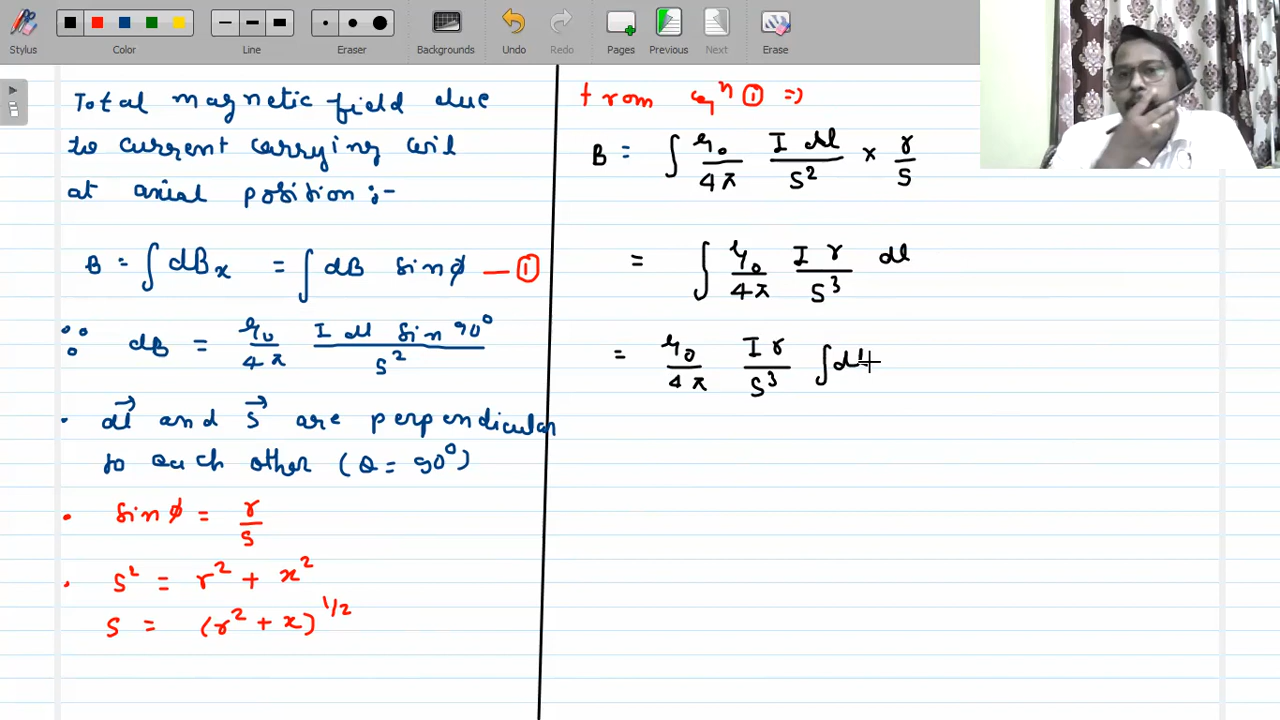 Stylus Color Line Eraser Backgrounds Undo Redo Pages Previous Next Erase
Total magnetic field due
to current carrying coil
at axial position :-
B = ∫ dBx = ∫ dB sin ϕ — ①
∵ dB = μ₀/4π I dl sin 90°/S²
• dl⃗ and S⃗ are perpendicular
to each other (θ = 90°)
• sin ϕ = r/S
• S² = r² + x²
S = (r² + x)^1/2
from eqⁿ ① ⇒
B = ∫ μ₀/4π I dl/S² × r/S
= ∫ μ₀/4π I r/S³ dl
= μ₀/4π I r/S³ ∫ dl